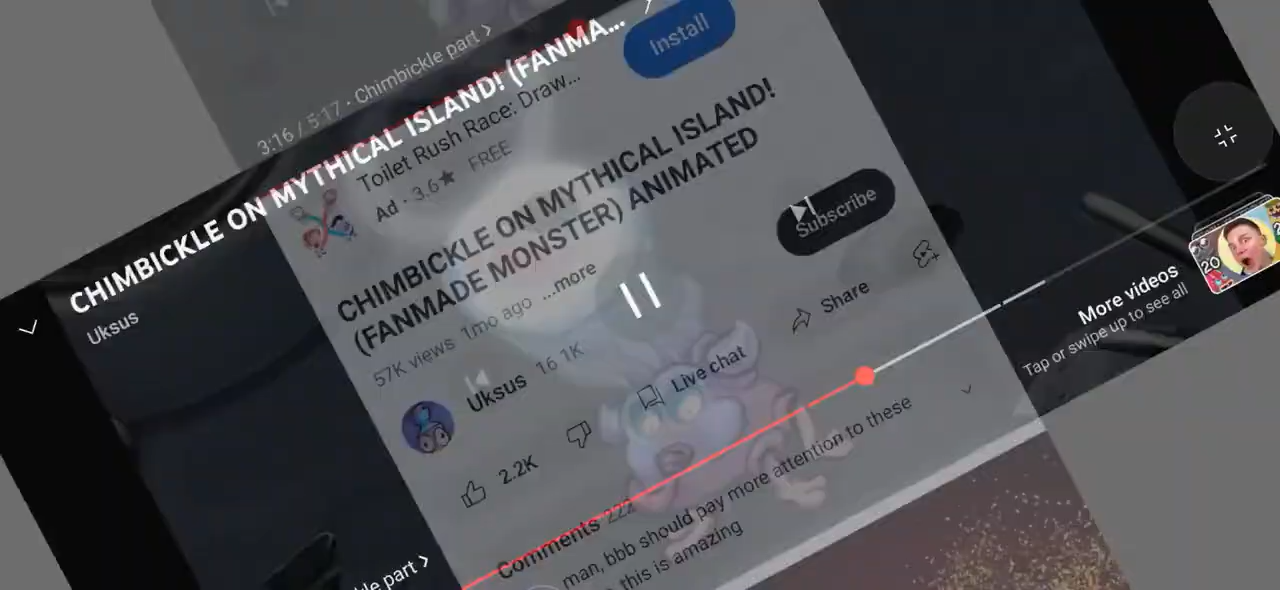 3:16 / 5:17 · Chimbickle part >
CHIMBICKLE ON MYTHICAL ISLAND! (FANMA...
Uksus
Install
Toilet Rush Race: Draw...
Ad · 3.6★ FREE
CHIMBICKLE ON MYTHICAL ISLAND!
(FANMADE MONSTER) ANIMATED
57K views 1mo ago ...more
Subscribe
Uksus 16.1K
2.2K
Live chat
Share
More videos
Tap or swipe up to see all
20
Comments 222
man, bbb should pay more attention to these
this is amazing
kle part >